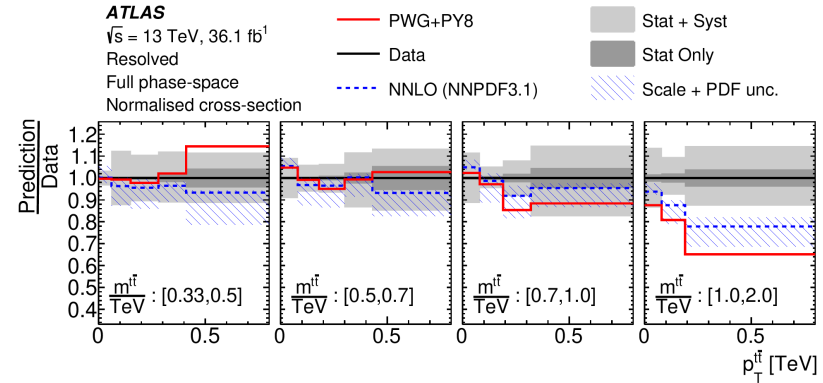 ATLAS
√s = 13 TeV, 36.1 fb⁻¹
Resolved
Full phase-space
Normalised cross-section
PWG+PY8
Data
NNLO (NNPDF3.1)
Stat + Syst
Stat Only
Scale + PDF unc.
Prediction
Data
1.2
1.1
1.0
0.9
0.8
0.7
0.6
0.5
0.4
m^{tt̄}/TeV : [0.33,0.5]
m^{tt̄}/TeV : [0.5,0.7]
m^{tt̄}/TeV : [0.7,1.0]
m^{tt̄}/TeV : [1.0,2.0]
0 0.5 0 0.5 0 0.5 0 0.5
p_T^{tt̄} [TeV]